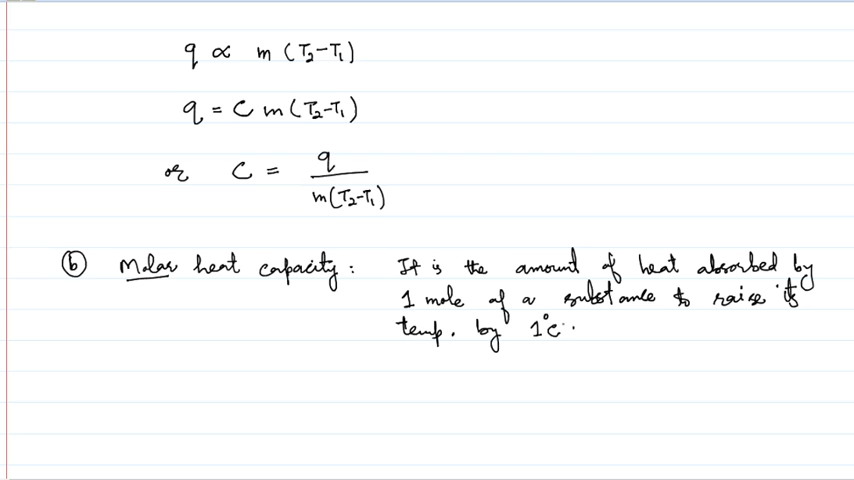 q ∝ m (T₂-T₁)
q = C m (T₂-T₁)
or C = q / m(T₂-T₁)
(b) Molar heat capacity : It is the amount of heat absorbed by
1 mole of a substance to raise its
temp. by 1°C.